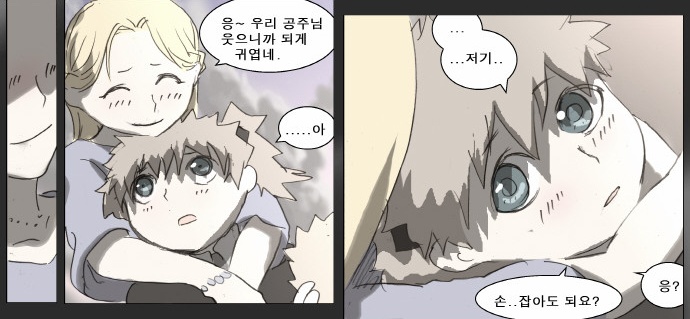 응~ 우리 공주님
웃으니까 되게
귀엽네.
.....아
...
...저기..
손..잡아도 되요?
응?